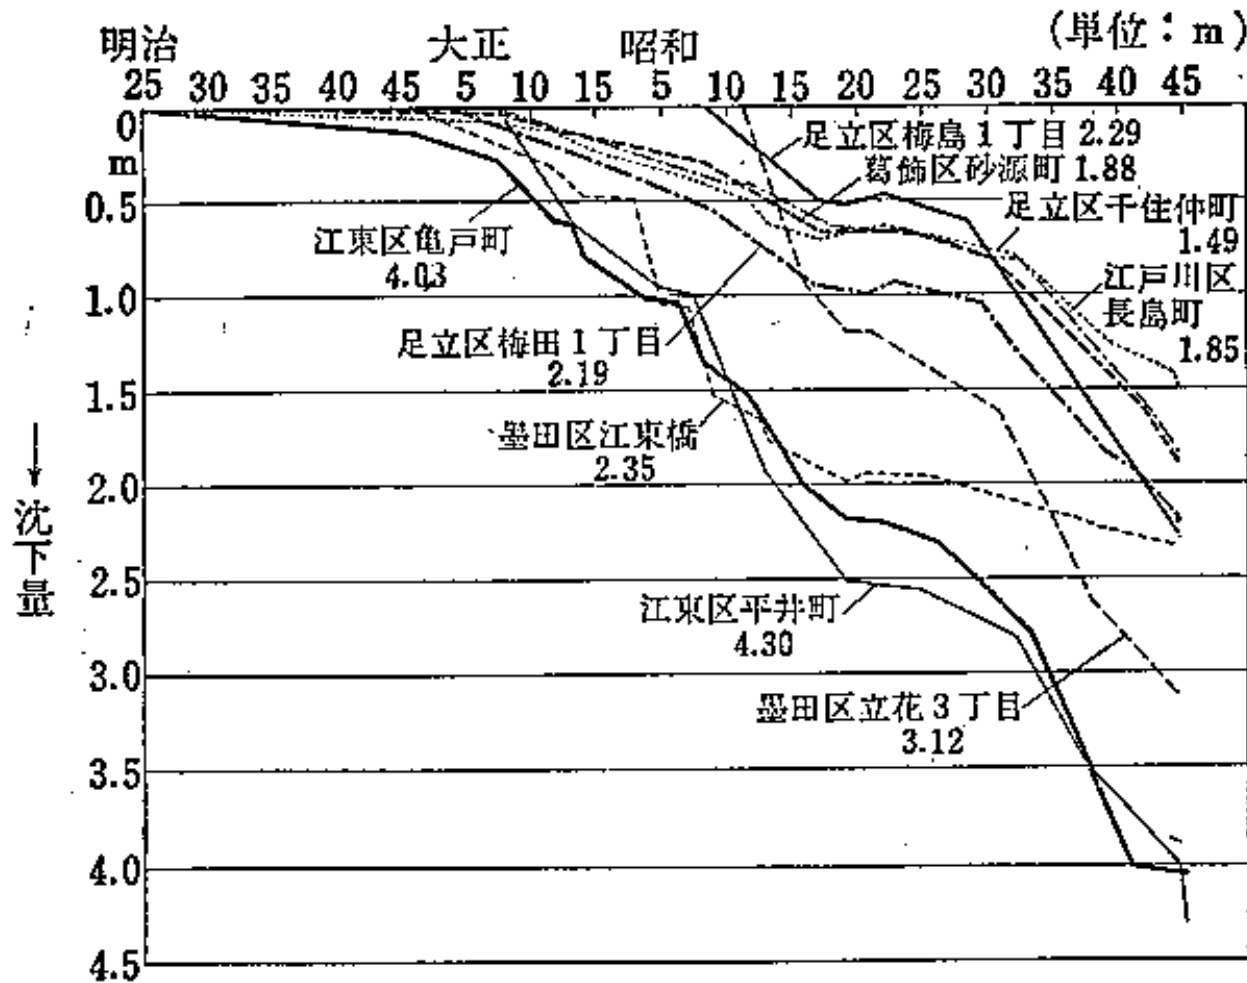 (単位：m)
明治 大正 昭和
25 30 35 40 45 5 10 15 5 10 15 20 25 30 35 40 45
0
m
0.5
1.0
1.5
2.0
2.5
3.0
3.5
4.0
4.5
→沈下量
足立区梅島1丁目 2.29
葛飾区砂源町 1.88
足立区千住仲町
1.49
江戸川区
長島町
1.85
江東区亀戸町
4.03
足立区梅田1丁目
2.19
墨田区江東橋
2.35
江東区平井町
4.30
墨田区立花3丁目
3.12